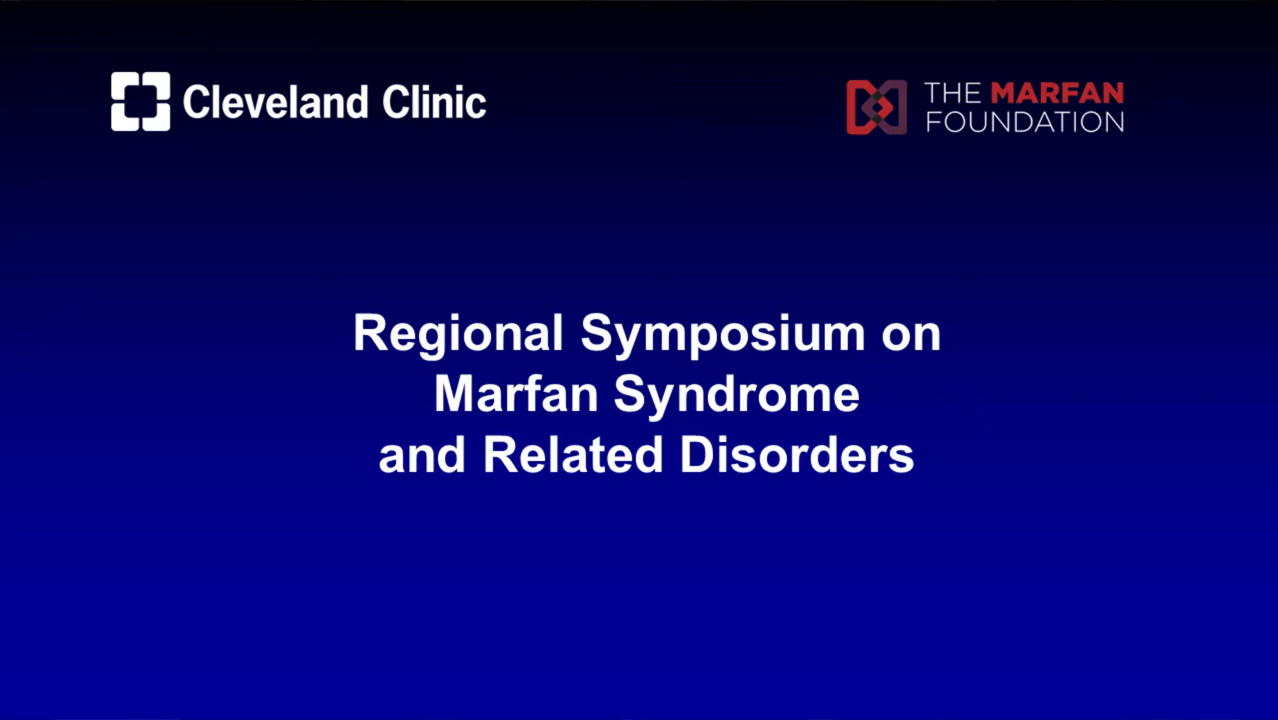 Cleveland Clinic
THE MARFAN
FOUNDATION
Regional Symposium on
Marfan Syndrome
and Related Disorders